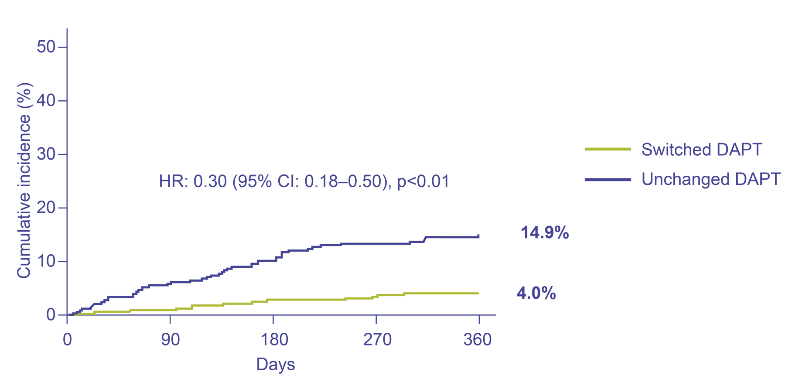 50
40
30
20
10
0
Cumulative incidence (%)
HR: 0.30 (95% CI: 0.18–0.50), p<0.01
14.9%
4.0%
Switched DAPT
Unchanged DAPT
0 90 180 270 360
Days